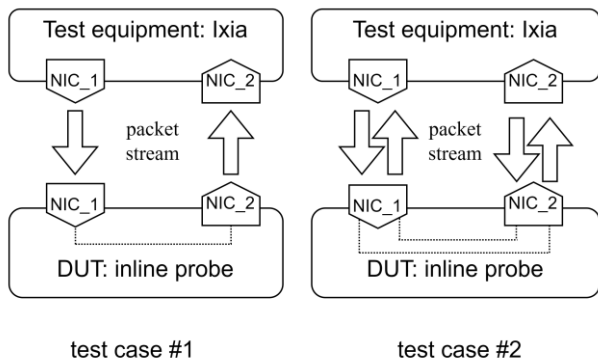 Test equipment: Ixia
NIC_1
NIC_2
packet
stream
NIC_1
NIC_2
DUT: inline probe
test case #1
Test equipment: Ixia
NIC_1
NIC_2
packet
stream
NIC_1
NIC_2
DUT: inline probe
test case #2